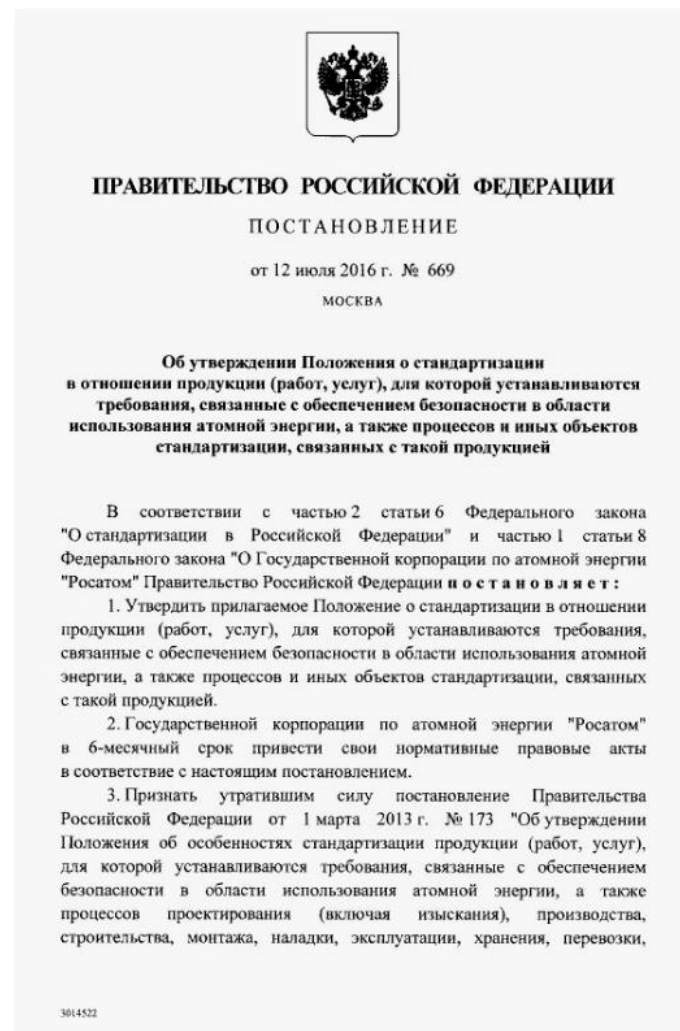 ПРАВИТЕЛЬСТВО РОССИЙСКОЙ ФЕДЕРАЦИИ
ПОСТАНОВЛЕНИЕ
от 12 июля 2016 г. № 669
МОСКВА
Об утверждении Положения о стандартизации
в отношении продукции (работ, услуг), для которой устанавливаются
требования, связанные с обеспечением безопасности в области
использования атомной энергии, а также процессов и иных объектов
стандартизации, связанных с такой продукцией
В соответствии с частью 2 статьи 6 Федерального закона
"О стандартизации в Российской Федерации" и частью 1 статьи 8
Федерального закона "О Государственной корпорации по атомной энергии
"Росатом" Правительство Российской Федерации п о с т а н о в л я е т :
1. Утвердить прилагаемое Положение о стандартизации в отношении
продукции (работ, услуг), для которой устанавливаются требования,
связанные с обеспечением безопасности в области использования атомной
энергии, а также процессов и иных объектов стандартизации, связанных
с такой продукцией.
2. Государственной корпорации по атомной энергии "Росатом"
в 6-месячный срок привести свои нормативные правовые акты
в соответствие с настоящим постановлением.
3. Признать утратившим силу постановление Правительства
Российской Федерации от 1 марта 2013 г. № 173 "Об утверждении
Положения об особенностях стандартизации продукции (работ, услуг),
для которой устанавливаются требования, связанные с обеспечением
безопасности в области использования атомной энергии, а также
процессов проектирования (включая изыскания), производства,
строительства, монтажа, наладки, эксплуатации, хранения, перевозки,
3014522